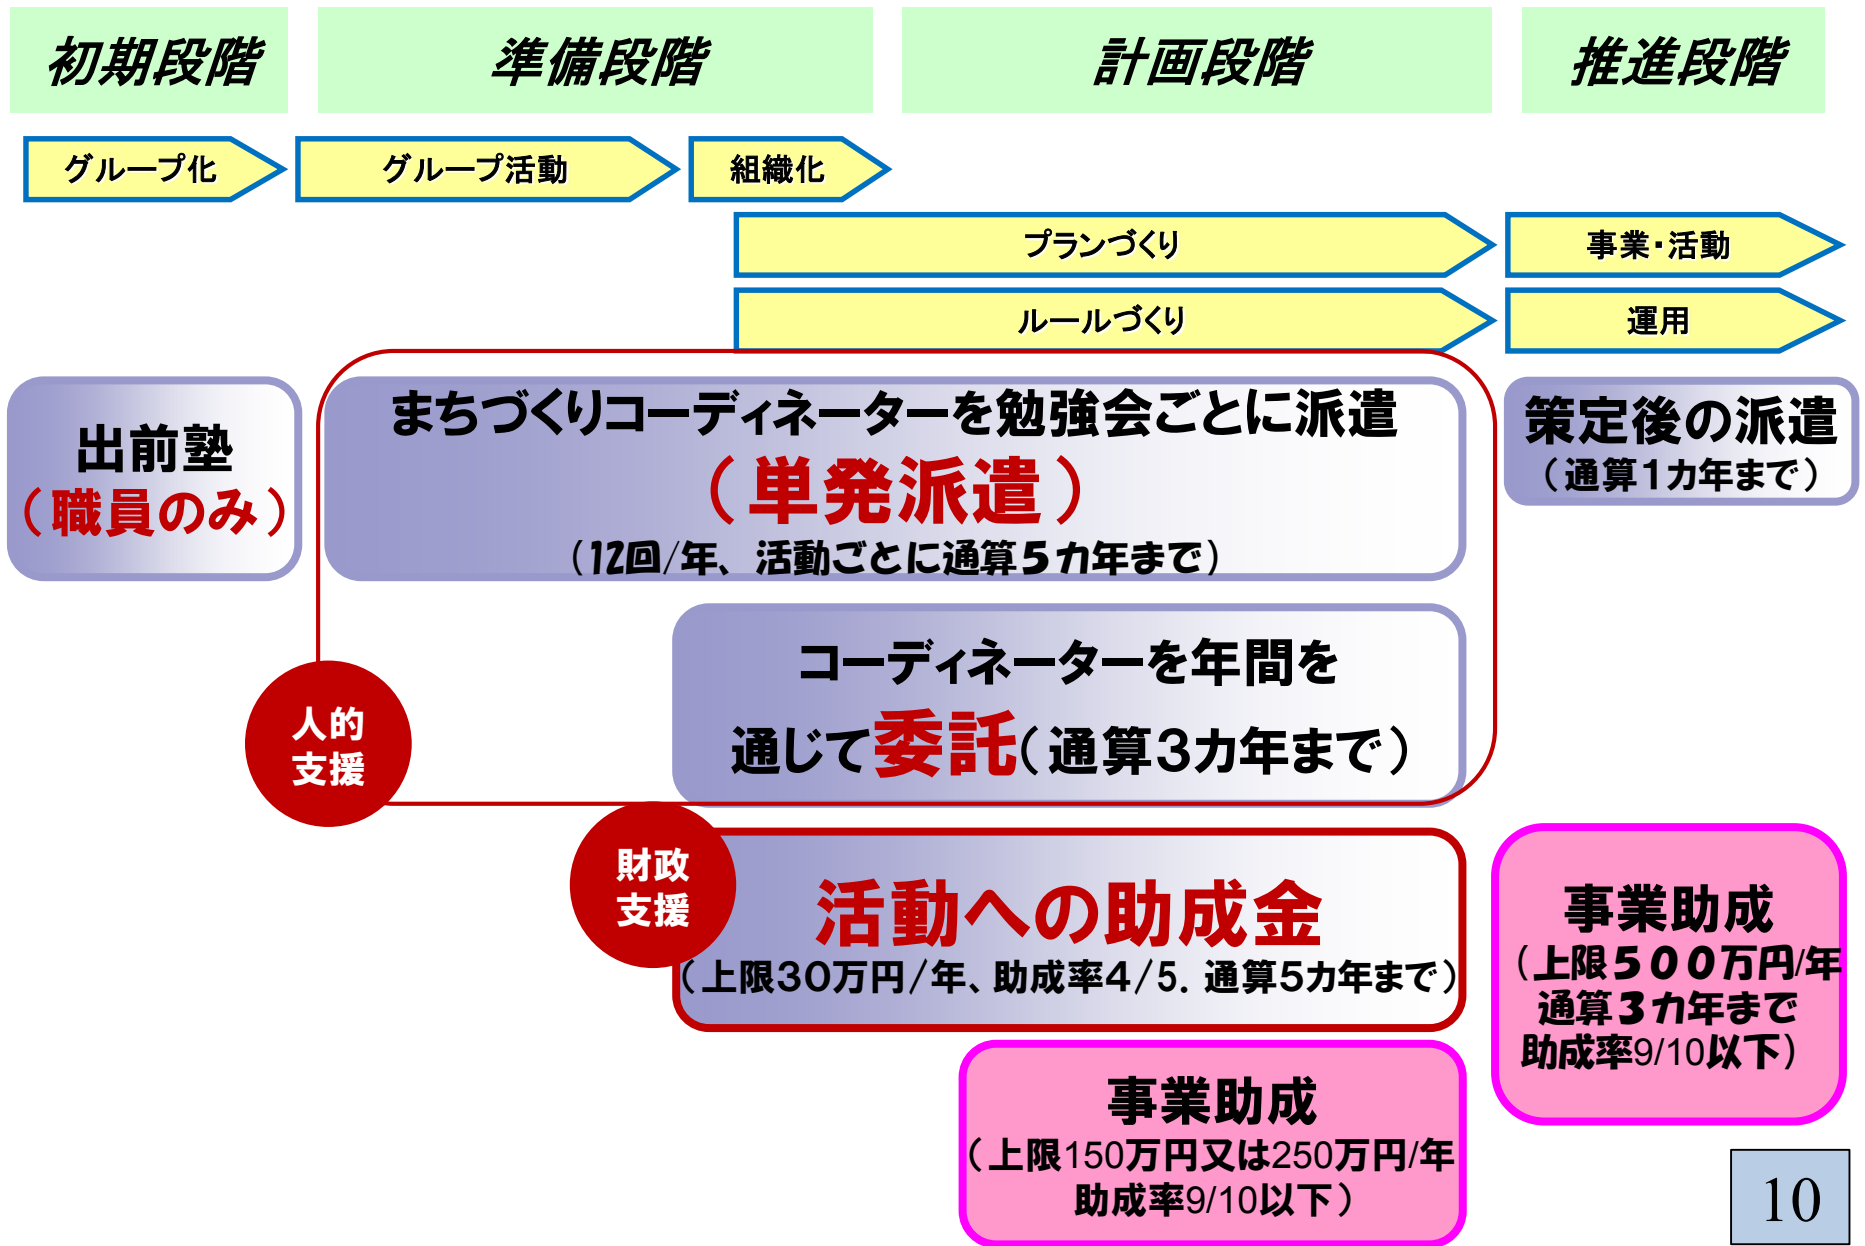 初期段階
準備段階
計画段階
推進段階
グループ化
グループ活動
組織化
プランづくり
事業・活動
ルールづくり
運用
出前塾
（職員のみ）
まちづくりコーディネーターを勉強会ごとに派遣
（単発派遣）
（12回/年、活動ごとに通算５カ年まで）
策定後の派遣
（通算１カ年まで）
コーディネーターを年間を
通じて委託（通算３カ年まで）
人的
支援
財政
支援
活動への助成金
（上限３０万円／年、助成率４／５．通算５カ年まで）
事業助成
（上限５００万円/年
通算３カ年まで
助成率9/10以下）
事業助成
（上限150万円又は250万円/年
助成率9/10以下）
10